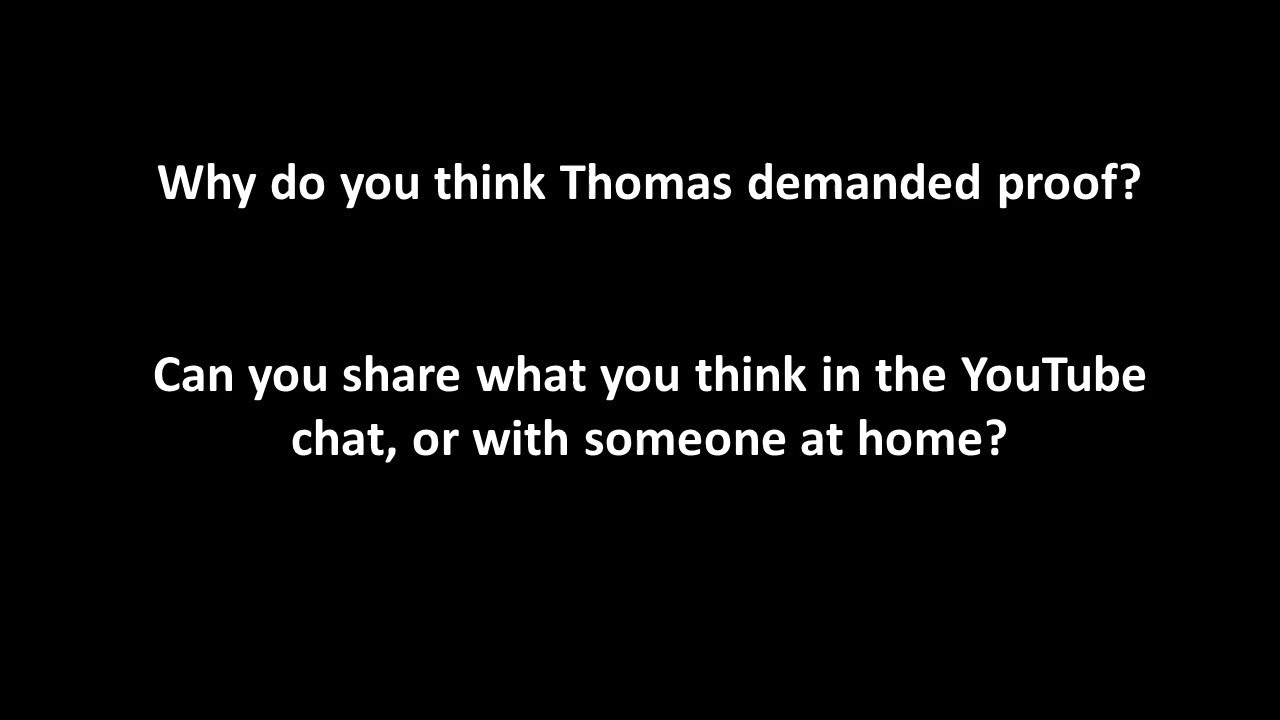 Why do you think Thomas demanded proof?
Can you share what you think in the YouTube
chat, or with someone at home?